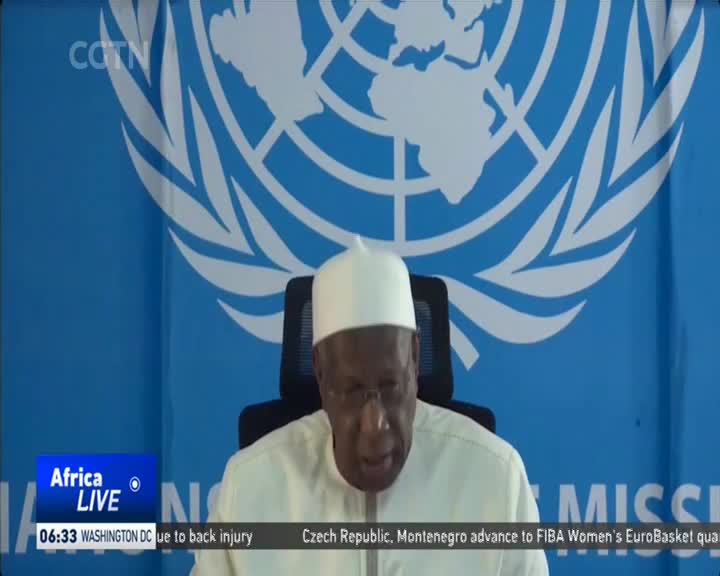 CGTN
MISSI
Africa
LIVE
06:33 WASHINGTON DC
ue to back injury Czech Republic, Montenegro advance to FIBA Women's EuroBasket qua